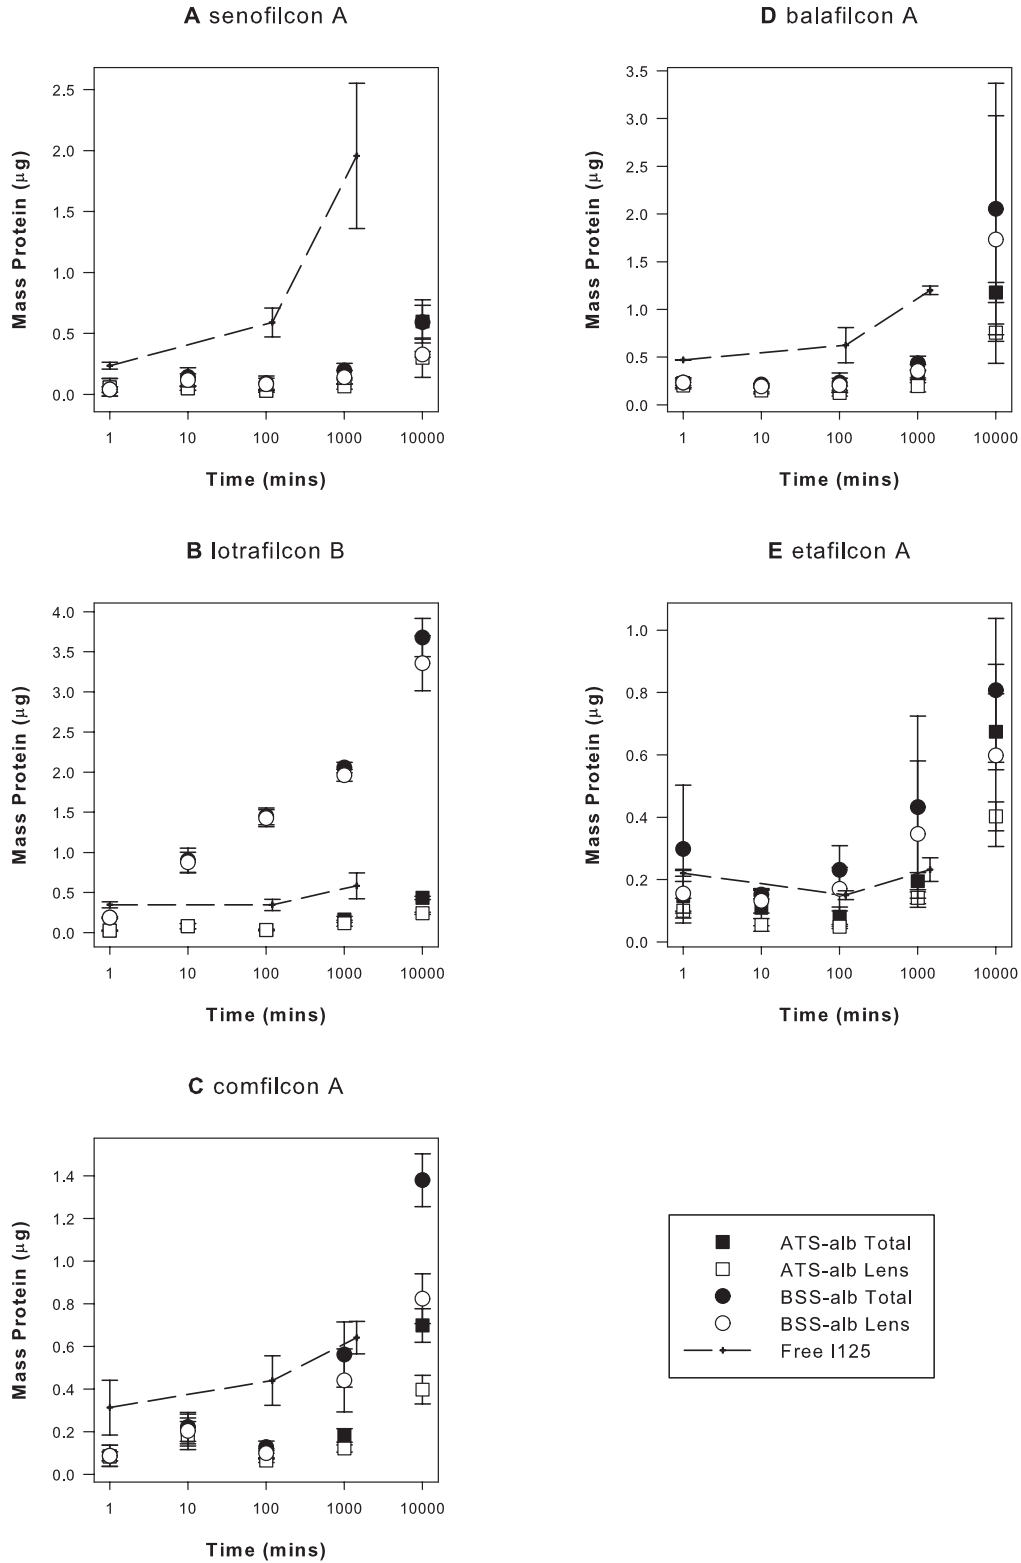 A senofilcon A
Mass Protein (μg)
2.5
2.0
1.5
1.0
0.5
0.0
1 10 100 1000 10000
Time (mins)
B lotrafilcon B
Mass Protein (μg)
4.0
3.5
3.0
2.5
2.0
1.5
1.0
0.5
0.0
1 10 100 1000 10000
Time (mins)
C comfilcon A
Mass Protein (μg)
1.4
1.2
1.0
0.8
0.6
0.4
0.2
0.0
1 10 100 1000 10000
Time (mins)
D balafilcon A
Mass Protein (μg)
3.5
3.0
2.5
2.0
1.5
1.0
0.5
0.0
1 10 100 1000 10000
Time (mins)
E etafilcon A
Mass Protein (μg)
1.0
0.8
0.6
0.4
0.2
0.0
1 10 100 1000 10000
Time (mins)
ATS-alb Total
ATS-alb Lens
BSS-alb Total
BSS-alb Lens
Free I125